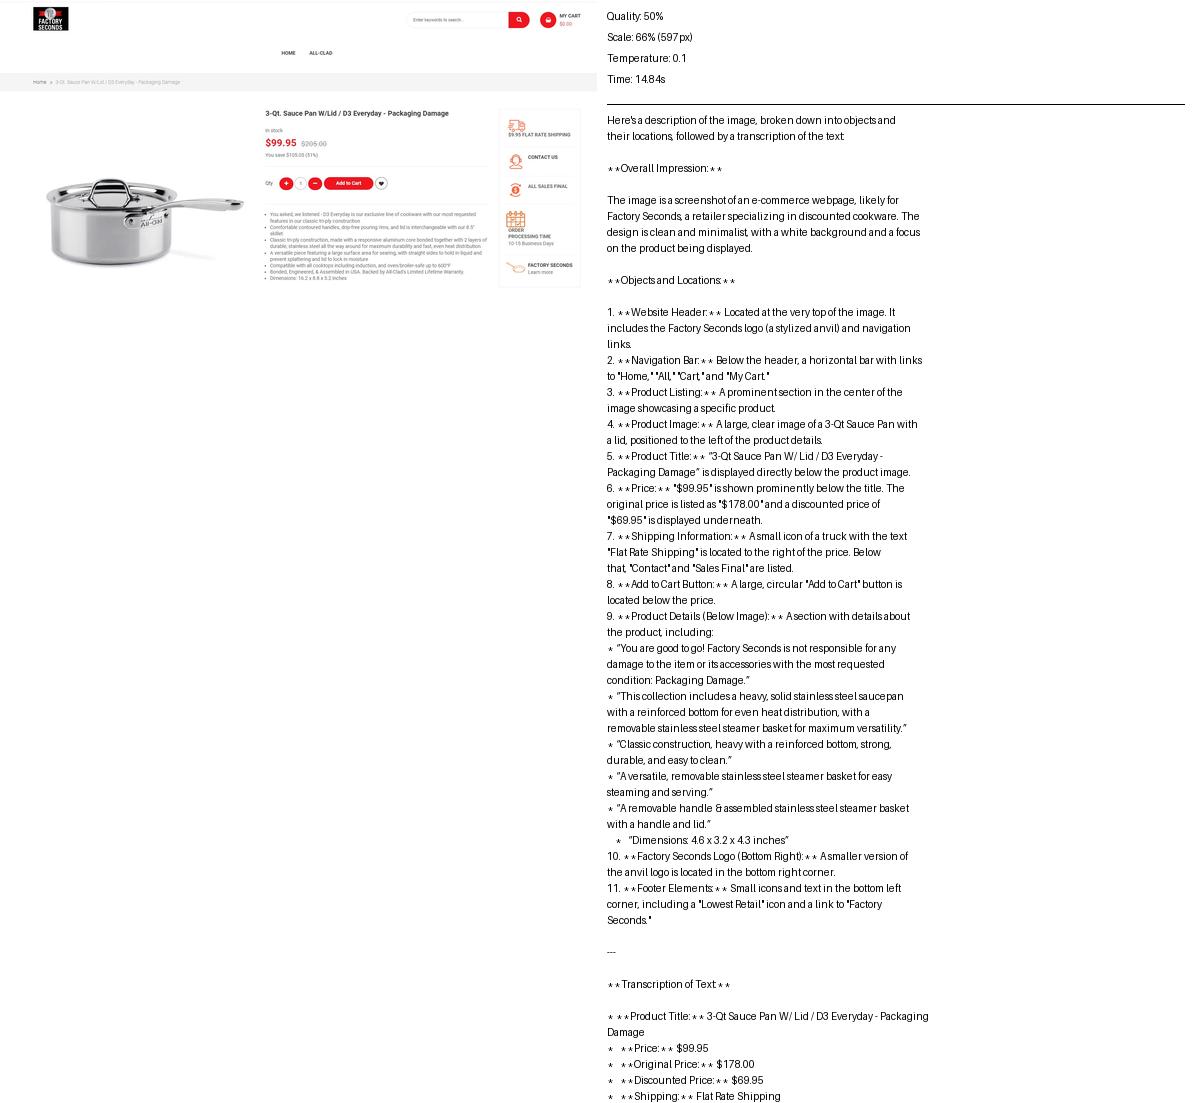 FACTORY
SECONDS
Enter keywords to search...
MY CART
$0.00
HOME ALL-CLAD
Home » 3-Qt. Sauce Pan W/Lid / D3 Everyday - Packaging Damage
3-Qt. Sauce Pan W/Lid / D3 Everyday - Packaging Damage
In stock
$99.95 $205.00
You save $105.05 (51%)
Qty + 1 − Add to Cart
• You asked, we listened - D3 Everyday is our exclusive line of cookware with our most requested
features in our classic tri-ply construction
• Comfortable contoured handles, drip-free pouring rims, and lid is interchangeable with our 8.5"
skillet
• Classic tri-ply construction, made with a responsive aluminum core bonded together with 2 layers of
durable, stainless steel all the way around for maximum durability and fast, even heat distribution
• A versatile piece featuring a large surface area for searing, with straight sides to hold in liquid and
prevent splattering and lid to lock in moisture
• Compatible with all cooktops including induction, and oven/broiler-safe up to 600°F
• Bonded, Engineered, & Assembled in USA. Backed by All-Clad's Limited Lifetime Warranty.
• Dimensions: 16.2 x 8.8 x 5.2 inches
$9.95 FLAT RATE SHIPPING
CONTACT US
ALL SALES FINAL
ORDER
PROCESSING TIME
10-15 Business Days
FACTORY SECONDS
Learn more
All-Clad
Quality: 50%
Scale: 66% (597px)
Temperature: 0.1
Time: 14.84s
Here's a description of the image, broken down into objects and
their locations, followed by a transcription of the text:
**Overall Impression:**
The image is a screenshot of an e-commerce webpage, likely for
Factory Seconds, a retailer specializing in discounted cookware. The
design is clean and minimalist, with a white background and a focus
on the product being displayed.
**Objects and Locations:**
1. **Website Header:** Located at the very top of the image. It
includes the Factory Seconds logo (a stylized anvil) and navigation
links.
2. **Navigation Bar:** Below the header, a horizontal bar with links
to "Home," "All," "Cart," and "My Cart."
3. **Product Listing:** A prominent section in the center of the
image showcasing a specific product.
4. **Product Image:** A large, clear image of a 3-Qt Sauce Pan with
a lid, positioned to the left of the product details.
5. **Product Title:** "3-Qt Sauce Pan W/ Lid / D3 Everyday -
Packaging Damage" is displayed directly below the product image.
6. **Price:** "$99.95" is shown prominently below the title. The
original price is listed as "$178.00" and a discounted price of
"$69.95" is displayed underneath.
7. **Shipping Information:** A small icon of a truck with the text
"Flat Rate Shipping" is located to the right of the price. Below
that, "Contact" and "Sales Final" are listed.
8. **Add to Cart Button:** A large, circular "Add to Cart" button is
located below the price.
9. **Product Details (Below Image):** A section with details about
the product, including:
* "You are good to go! Factory Seconds is not responsible for any
damage to the item or its accessories with the most requested
condition: Packaging Damage."
* "This collection includes a heavy, solid stainless steel saucepan
with a reinforced bottom for even heat distribution, with a
removable stainless steel steamer basket for maximum versatility."
* "Classic construction, heavy with a reinforced bottom, strong,
durable, and easy to clean."
* "A versatile, removable stainless steel steamer basket for easy
steaming and serving."
* "A removable handle & assembled stainless steel steamer basket
with a handle and lid."
* "Dimensions: 4.6 x 3.2 x 4.3 inches"
10. **Factory Seconds Logo (Bottom Right):** A smaller version of
the anvil logo is located in the bottom right corner.
11. **Footer Elements:** Small icons and text in the bottom left
corner, including a "Lowest Retail" icon and a link to "Factory
Seconds."
---
**Transcription of Text:**
* **Product Title:** 3-Qt Sauce Pan W/ Lid / D3 Everyday - Packaging
Damage
* **Price:** $99.95
* **Original Price:** $178.00
* **Discounted Price:** $69.95
* **Shipping:** Flat Rate Shipping